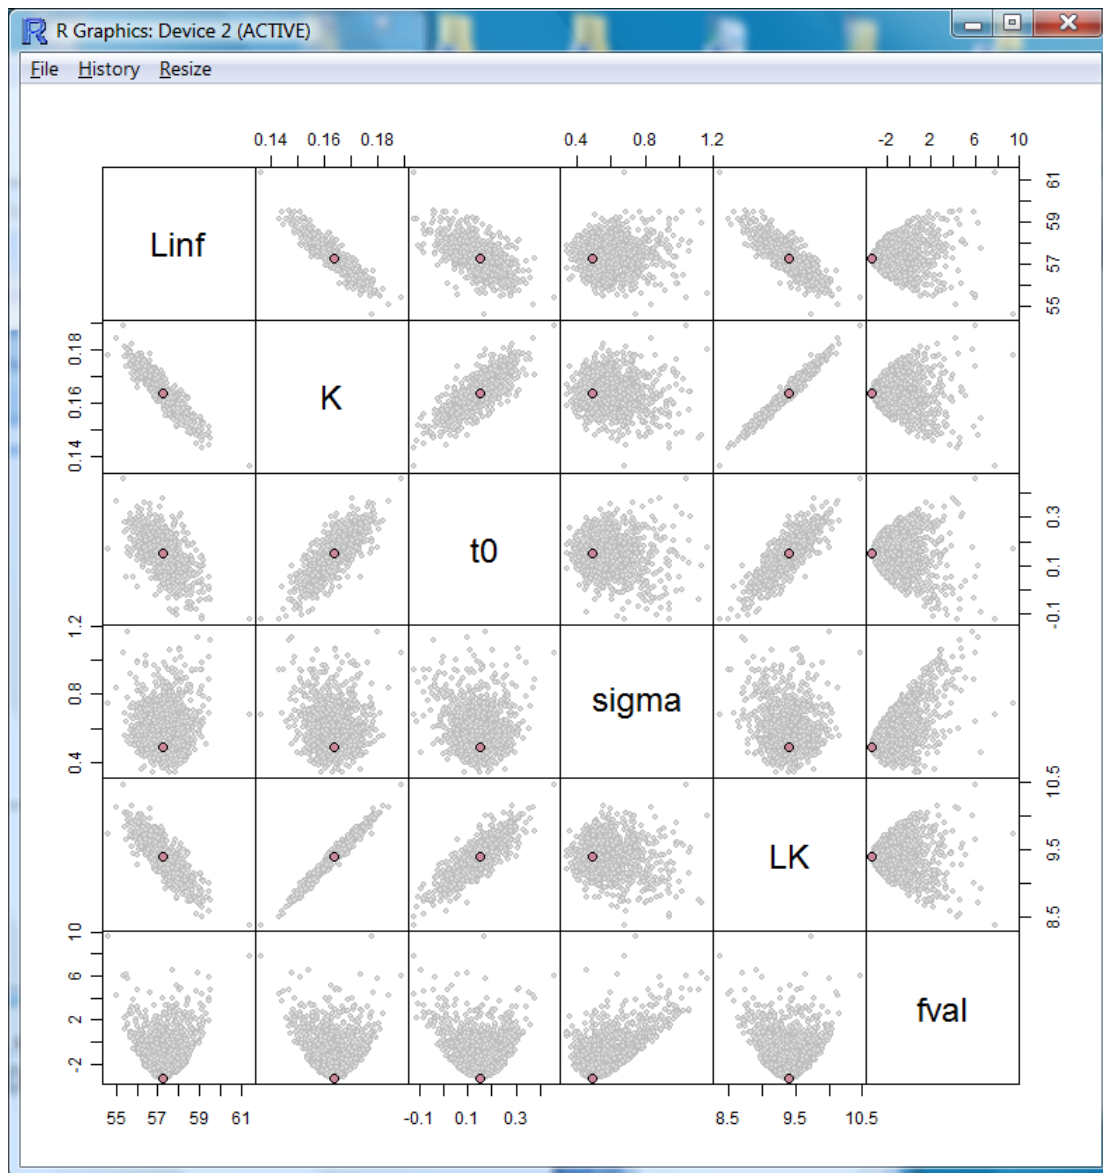 R Graphics: Device 2 (ACTIVE)
File History Resize
0.14 0.16 0.18 0.4 0.8 1.2 -2 2 6 10
Linf
55 57 59 61
0.14 0.16 0.18
K
t0
-0.1 0.1 0.3
0.4 0.8 1.2
sigma
LK
8.5 9.5 10.5
-2 2 6 10
fval
55 57 59 61 -0.1 0.1 0.3 8.5 9.5 10.5